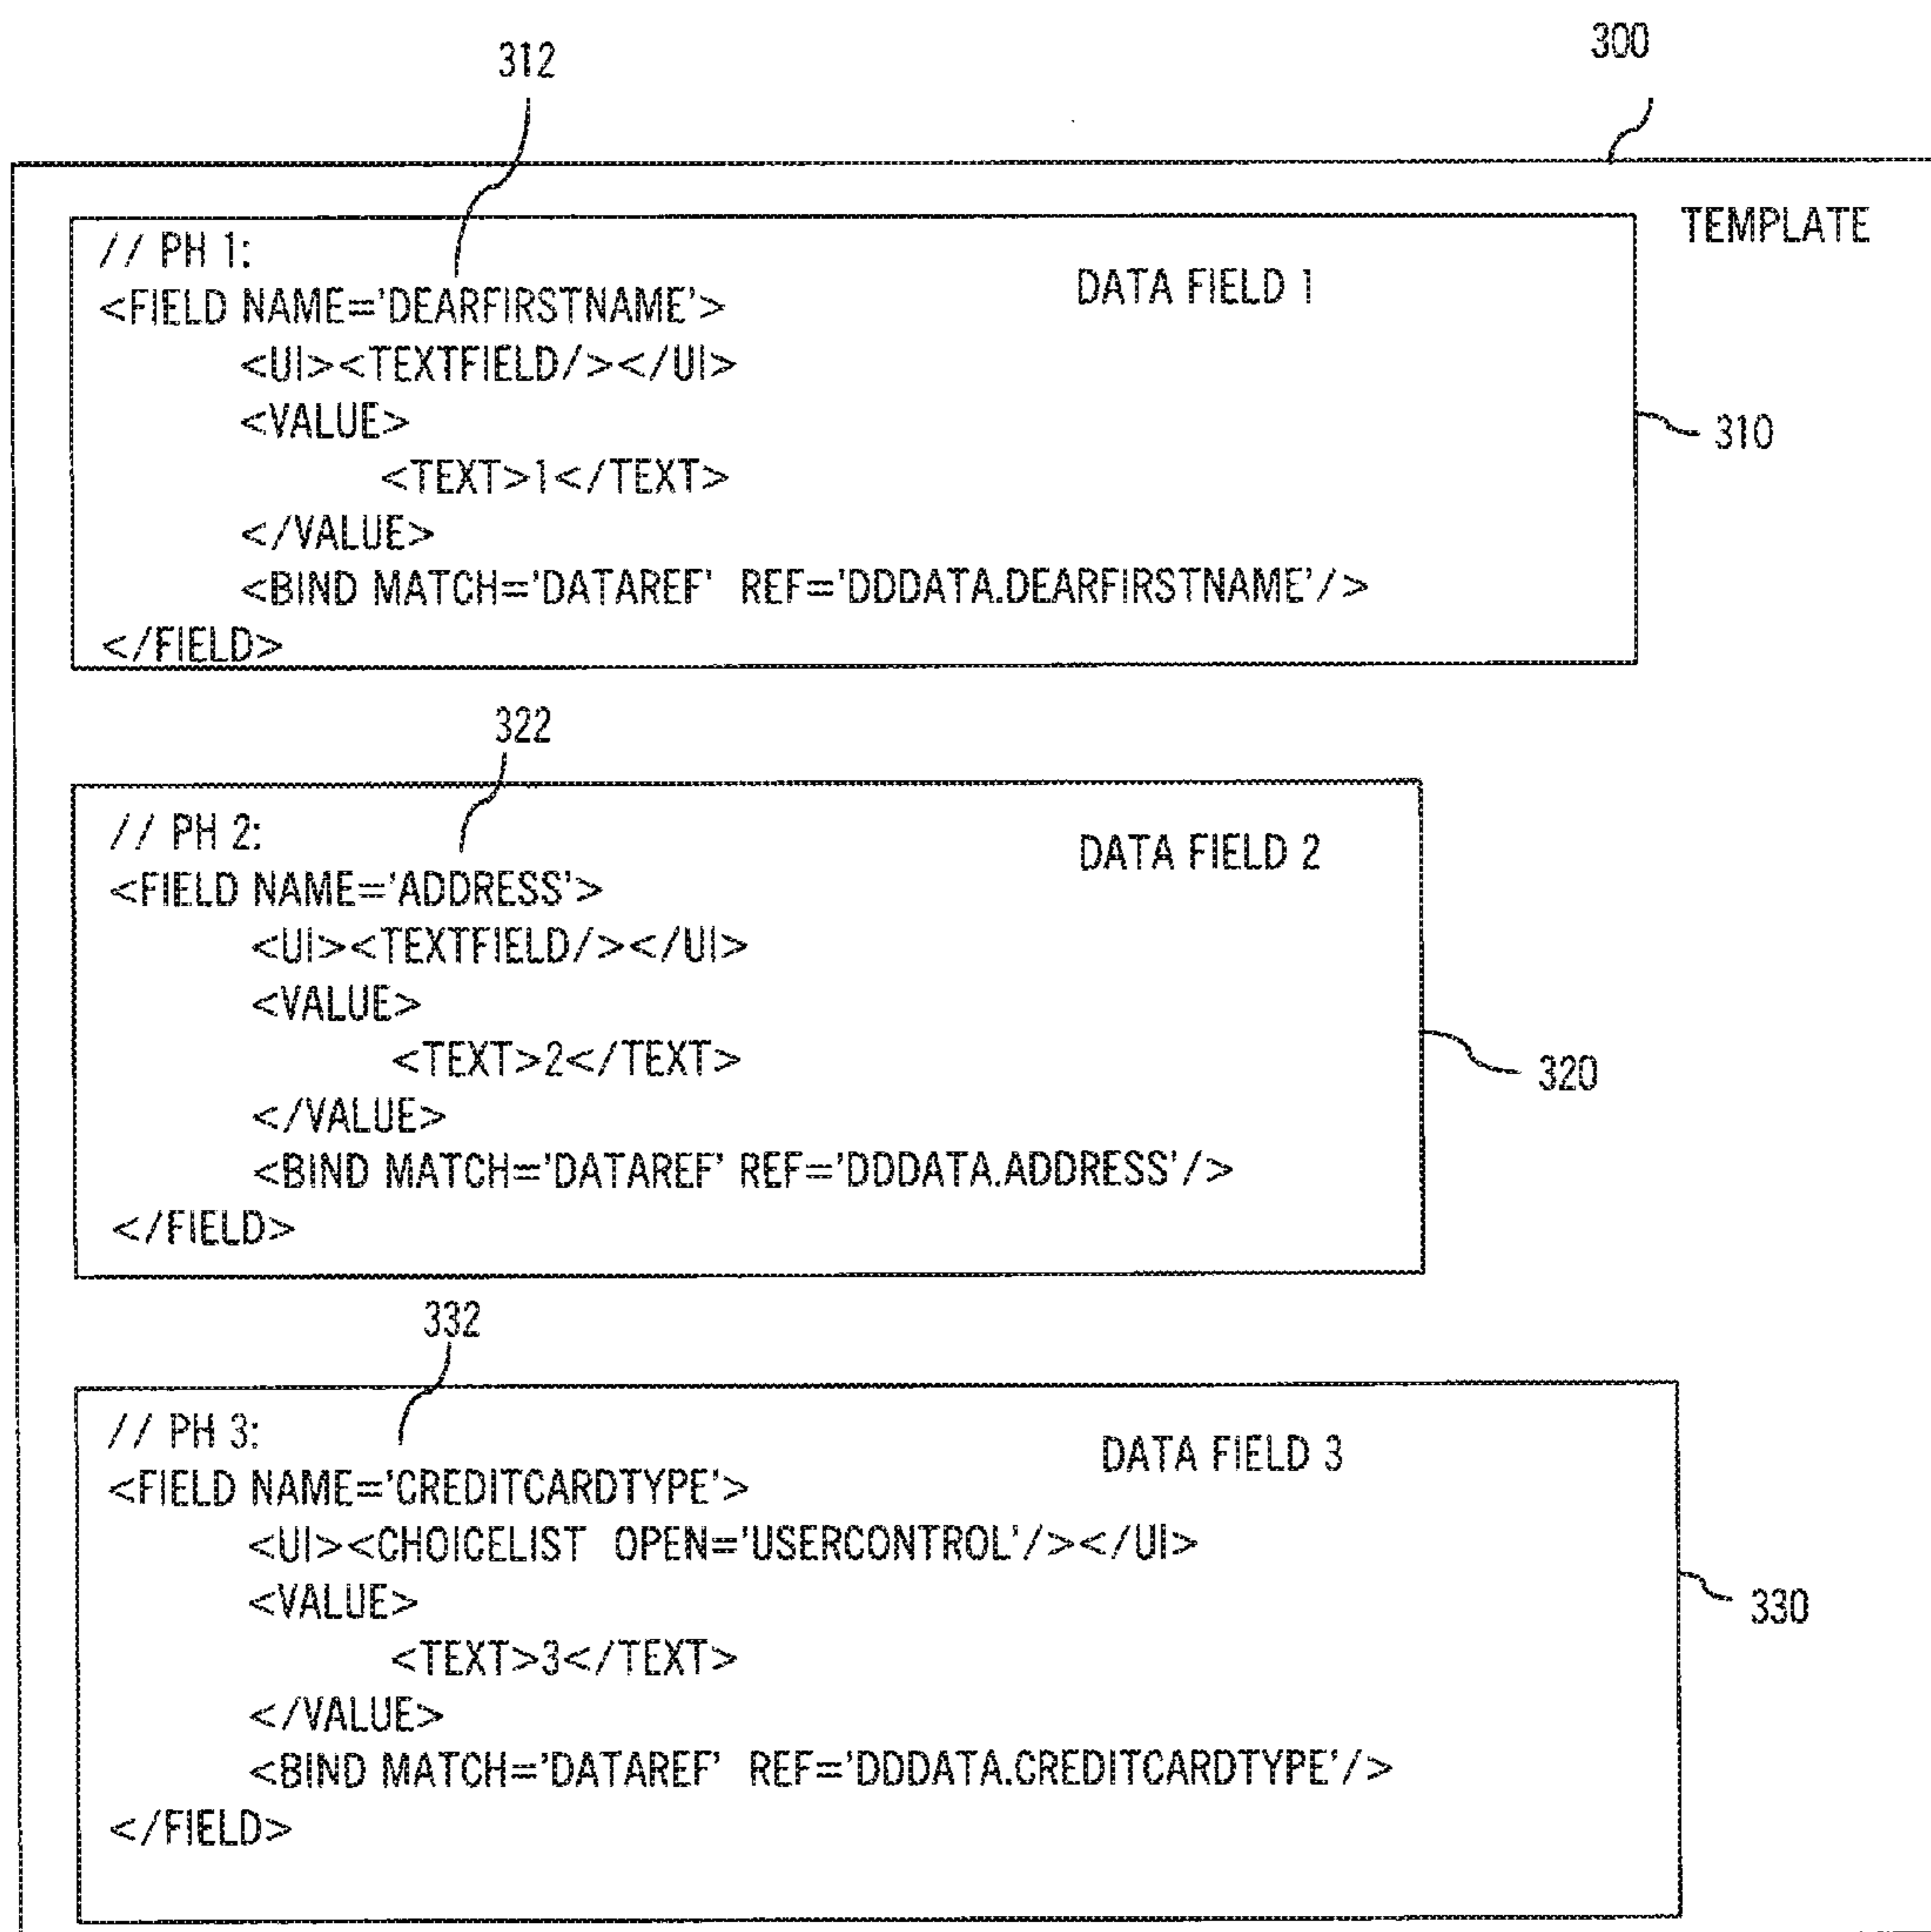 312
300
TEMPLATE
// PH 1:
DATA FIELD 1
<FIELD NAME='DEARFIRSTNAME'>
<UI><TEXTFIELD/></UI>
<VALUE>
<TEXT>1</TEXT>
</VALUE>
<BIND MATCH='DATAREF' REF='DDDATA.DEARFIRSTNAME'/>
</FIELD>
310
322
// PH 2:
DATA FIELD 2
<FIELD NAME='ADDRESS'>
<UI><TEXTFIELD/></UI>
<VALUE>
<TEXT>2</TEXT>
</VALUE>
<BIND MATCH='DATAREF' REF='DDDATA.ADDRESS'/>
</FIELD>
320
332
// PH 3:
DATA FIELD 3
<FIELD NAME='CREDITCARDTYPE'>
<UI><CHOICELIST OPEN='USERCONTROL'/></UI>
<VALUE>
<TEXT>3</TEXT>
</VALUE>
<BIND MATCH='DATAREF' REF='DDDATA.CREDITCARDTYPE'/>
</FIELD>
330